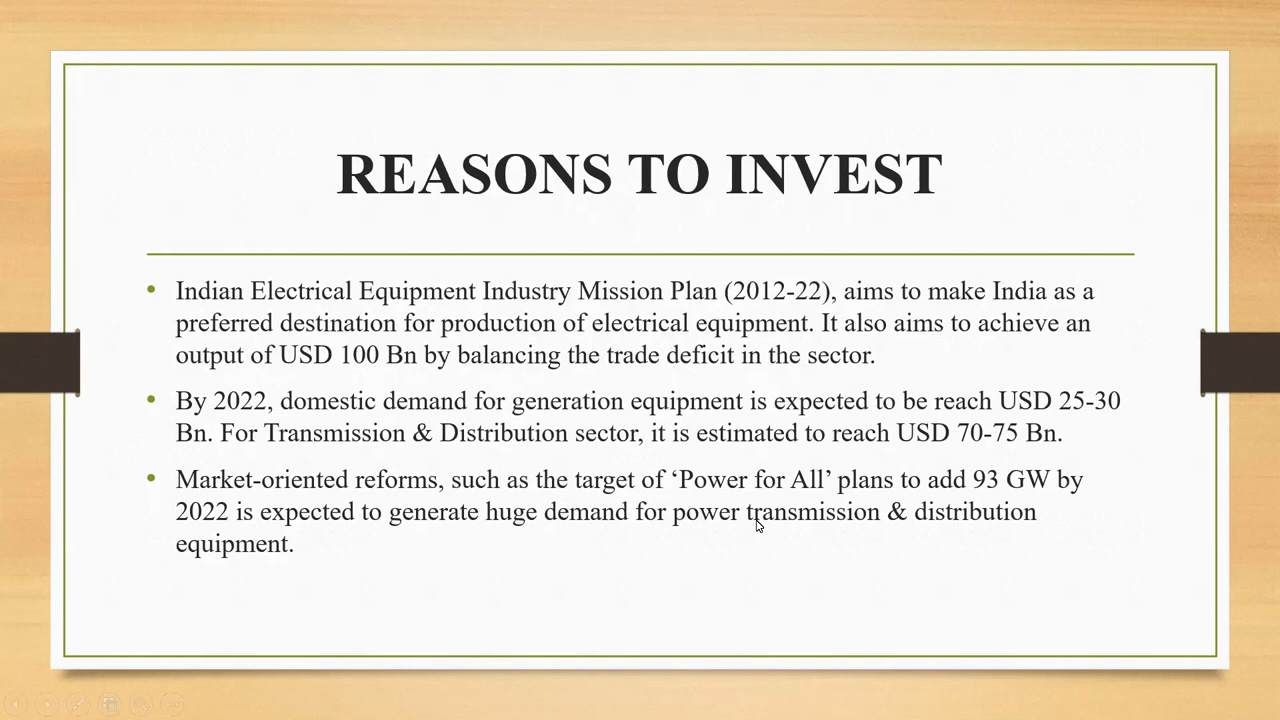 REASONS TO INVEST
• Indian Electrical Equipment Industry Mission Plan (2012-22), aims to make India as a
preferred destination for production of electrical equipment. It also aims to achieve an
output of USD 100 Bn by balancing the trade deficit in the sector.
• By 2022, domestic demand for generation equipment is expected to be reach USD 25-30
Bn. For Transmission & Distribution sector, it is estimated to reach USD 70-75 Bn.
• Market-oriented reforms, such as the target of ‘Power for All’ plans to add 93 GW by
2022 is expected to generate huge demand for power transmission & distribution
equipment.